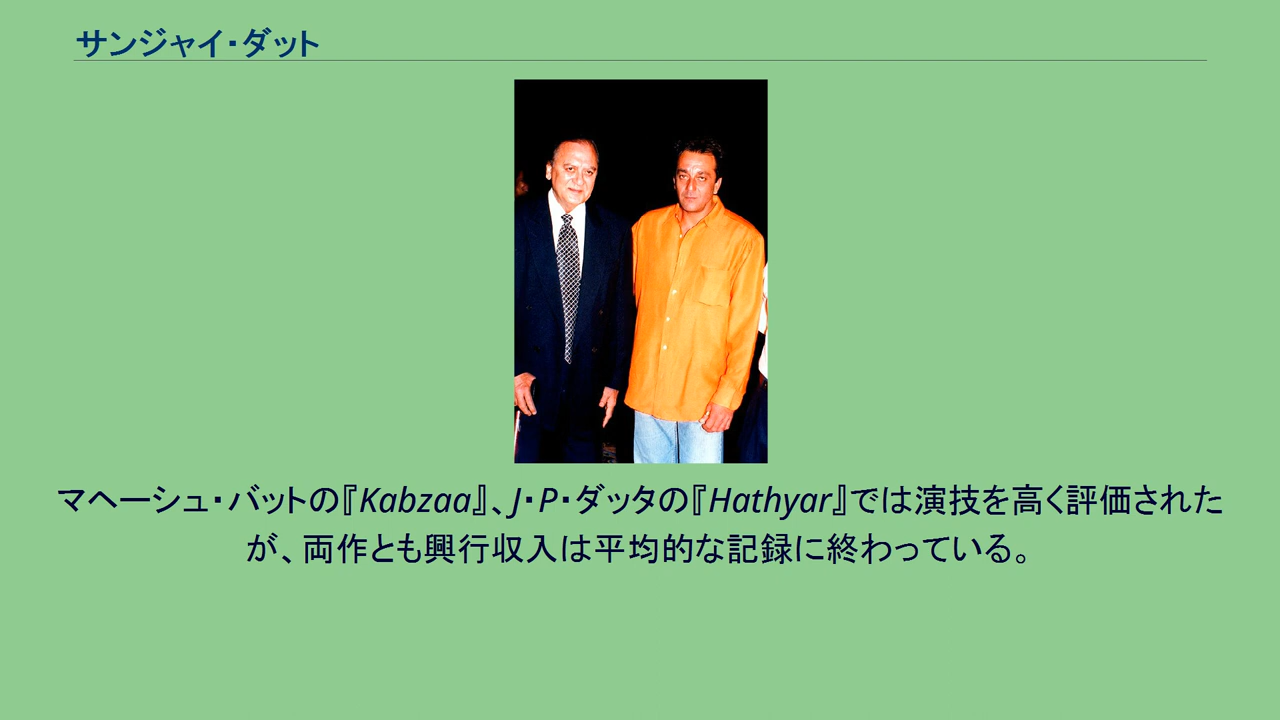 サンジャイ・ダット
マヘーシュ・バットの『Kabzaa』、J・P・ダッタの『Hathyar』では演技を高く評価された
が、両作とも興行収入は平均的な記録に終わっている。